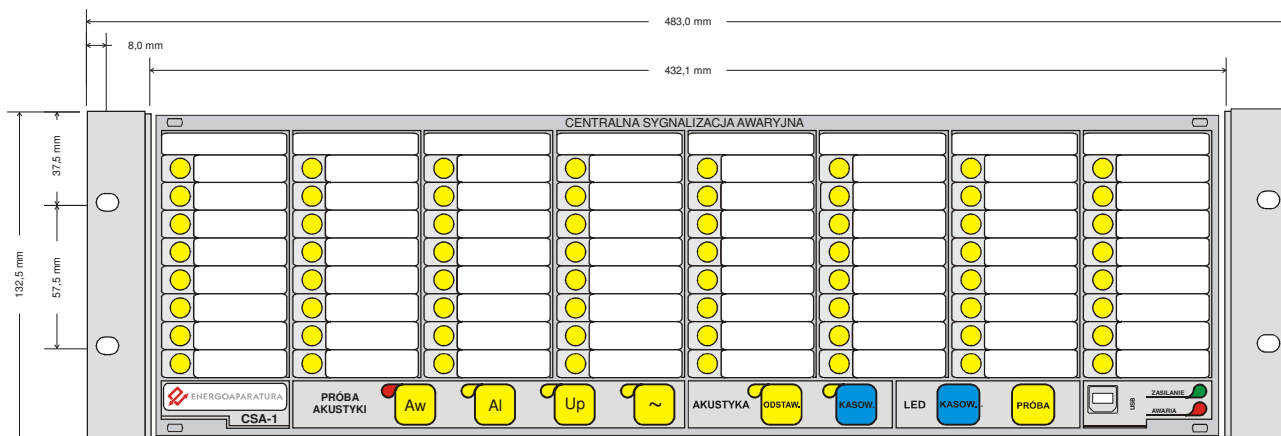 483,0 mm
8,0 mm
432,1 mm
37,5 mm
132,5 mm
57,5 mm
CENTRALNA SYGNALIZACJA AWARYJNA
ENERGOAPARATURA
CSA-1
PRÓBA
AKUSTYKI
Aw
Al
Up
~
AKUSTYKA
ODSTAW.
KASOW.
LED
KASOW.
PRÓBA
USB
ZASILANIE
AWARIA